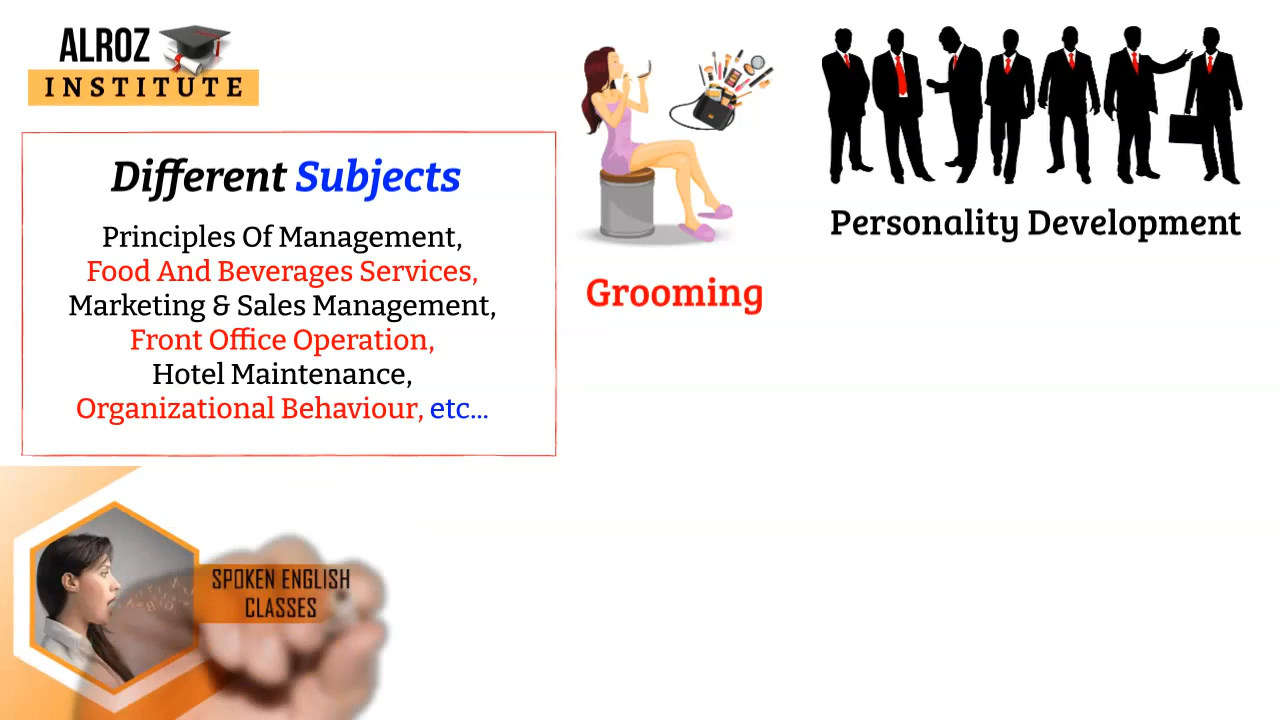 ALROZ
INSTITUTE
Different Subjects
Principles Of Management,
Food And Beverages Services,
Marketing & Sales Management,
Front Office Operation,
Hotel Maintenance,
Organizational Behaviour, etc...
Grooming
Personality Development
SPOKEN ENGLISH
CLASSES